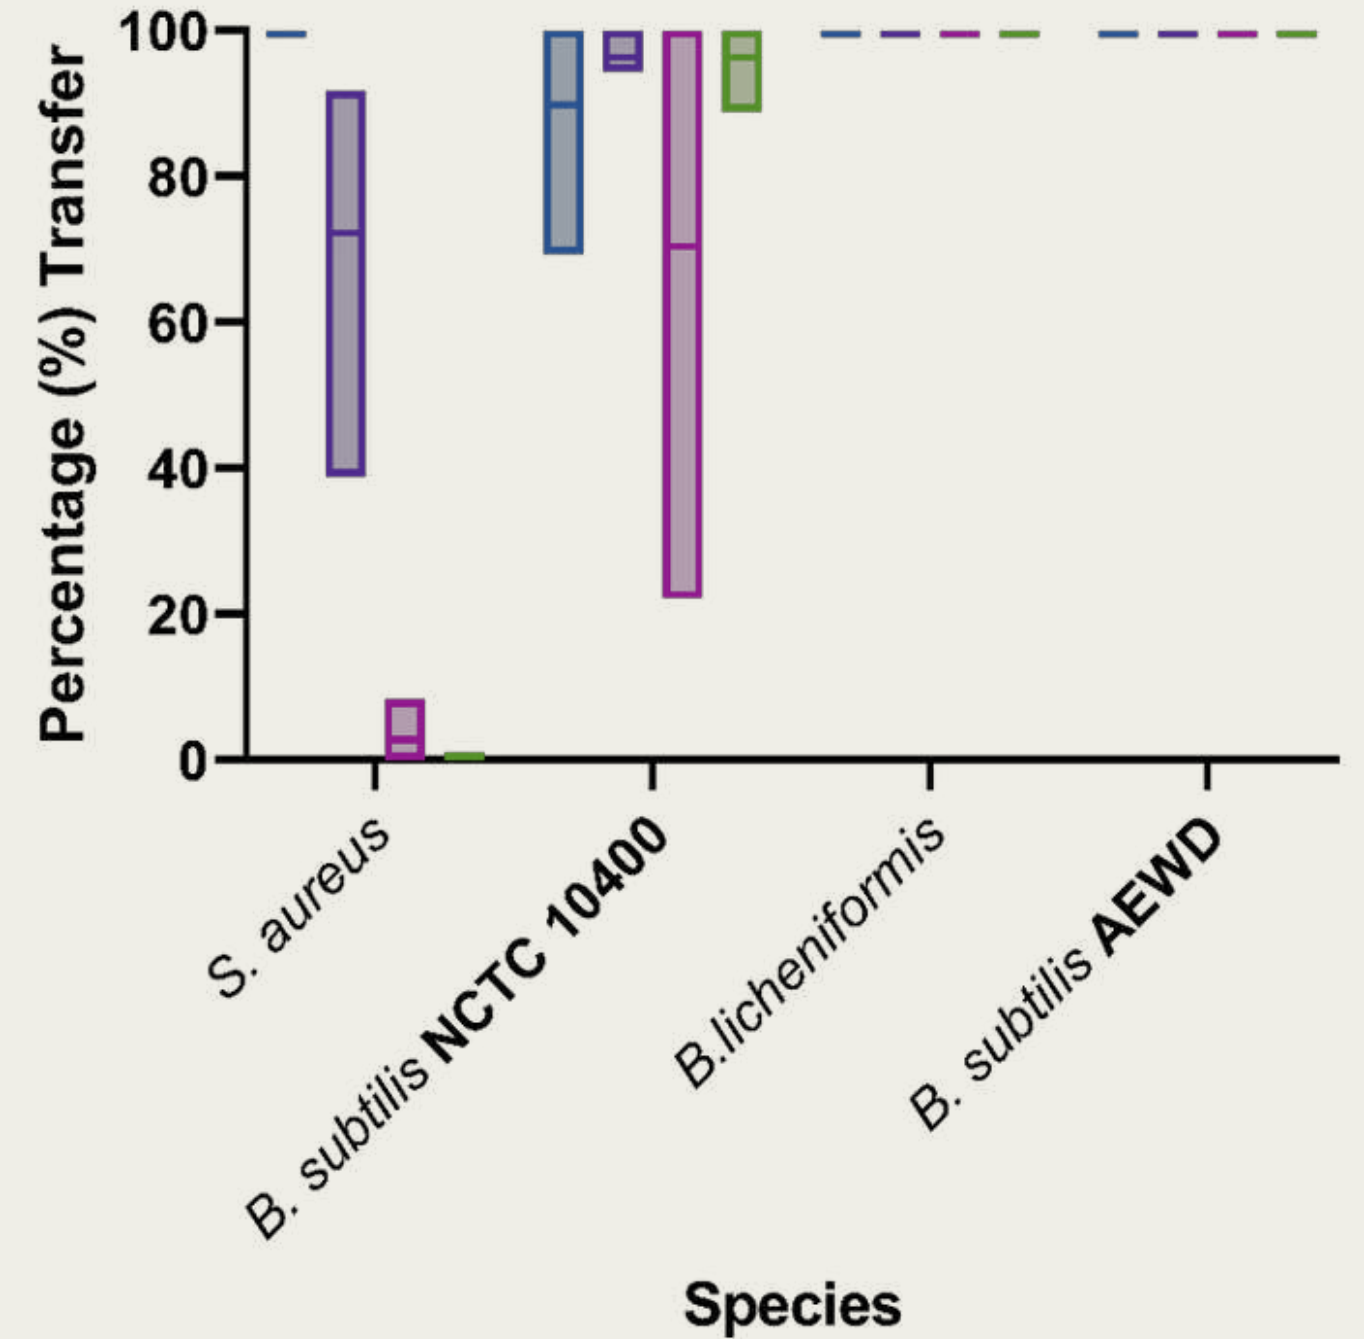 Percentage (%) Transfer
100
80
60
40
20
0
S. aureus
B. subtilis NCTC 10400
B.licheniformis
B. subtilis AEWD
Species